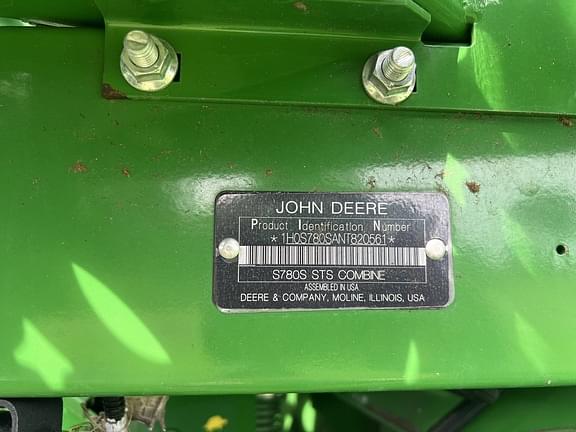 JOHN DEERE
Product Identification Number
*1H0S780SANT820561*
S780S STS COMBINE
ASSEMBLED IN USA
DEERE & COMPANY, MOLINE, ILLINOIS, USA